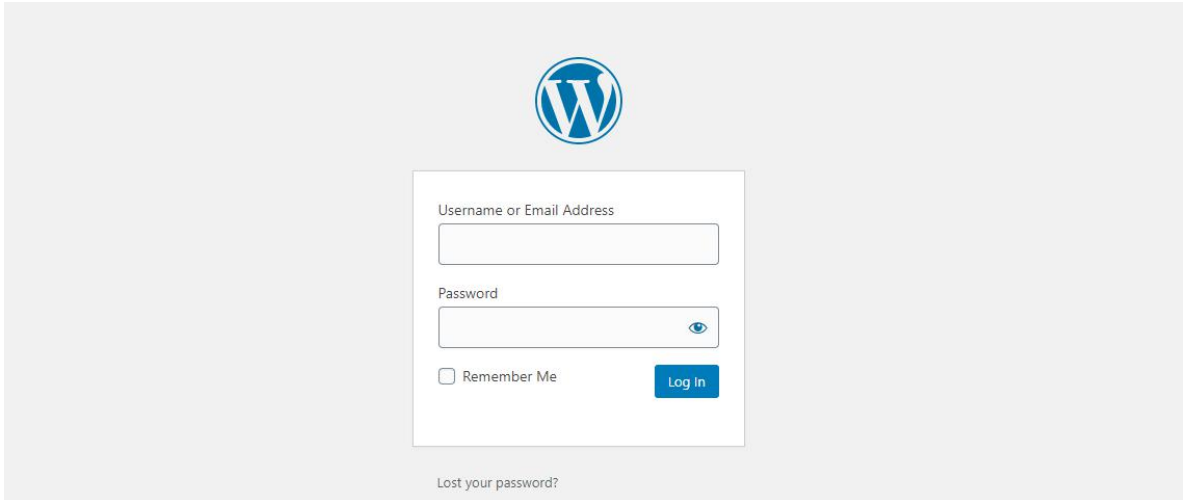 Username or Email Address
Password
Remember Me
Log In
Lost your password?